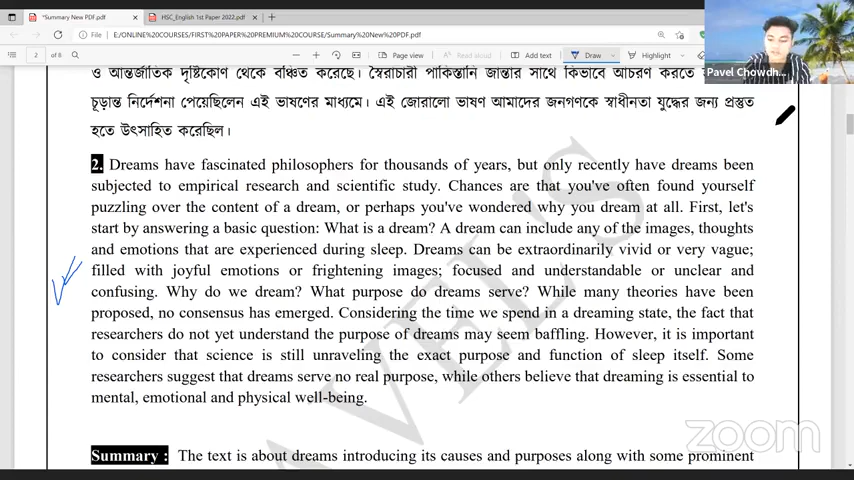 *Summary New PDF.pdf
HSC_English 1st Paper 2022.pdf
File | E:/ONLINE%20COURSES/FIRST%20PAPER%20PREMIUM%20COURSE/Summary%20New%20PDF.pdf
2 of 8
Page view
Read aloud
Add text
Draw
Highlight
Pavel Chowdh...
ও আন্তর্জাতিক দৃষ্টিকোণ থেকে বঞ্চিত করেছে। স্বৈরাচারী পাকিস্তানি জান্তার সাথে কিভাবে আচরণ করতে
চূড়ান্ত নির্দেশনা পেয়েছিলেন এই ভাষণের মাধ্যমে। এই জোরালো ভাষণ আমাদের জনগণকে স্বাধীনতা যুদ্ধের জন্য প্রস্তুত
হতে উৎসাহিত করেছিল।
2. Dreams have fascinated philosophers for thousands of years, but only recently have dreams been
subjected to empirical research and scientific study. Chances are that you've often found yourself
puzzling over the content of a dream, or perhaps you've wondered why you dream at all. First, let's
start by answering a basic question: What is a dream? A dream can include any of the images, thoughts
and emotions that are experienced during sleep. Dreams can be extraordinarily vivid or very vague;
filled with joyful emotions or frightening images; focused and understandable or unclear and
confusing. Why do we dream? What purpose do dreams serve? While many theories have been
proposed, no consensus has emerged. Considering the time we spend in a dreaming state, the fact that
researchers do not yet understand the purpose of dreams may seem baffling. However, it is important
to consider that science is still unraveling the exact purpose and function of sleep itself. Some
researchers suggest that dreams serve no real purpose, while others believe that dreaming is essential to
mental, emotional and physical well-being.
Summary : The text is about dreams introducing its causes and purposes along with some prominent
zoom